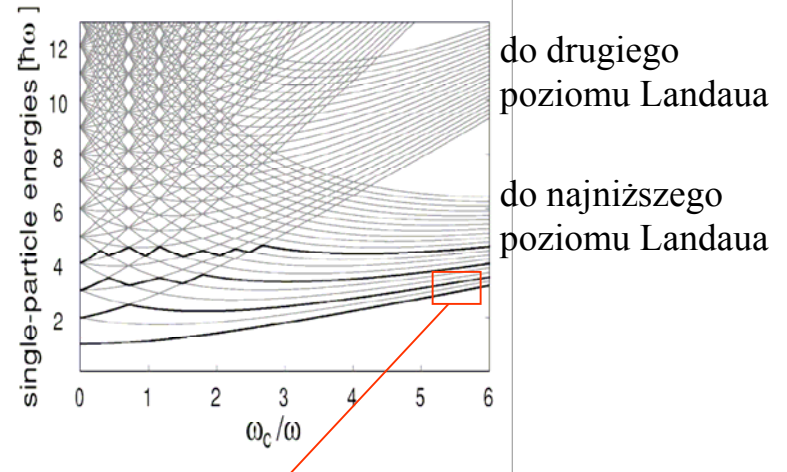 single-particle energies [ħω]
12
10
8
6
4
2
0 1 2 3 4 5 6
ω_c/ω
do drugiego
poziomu Landaua
do najniższego
poziomu Landaua